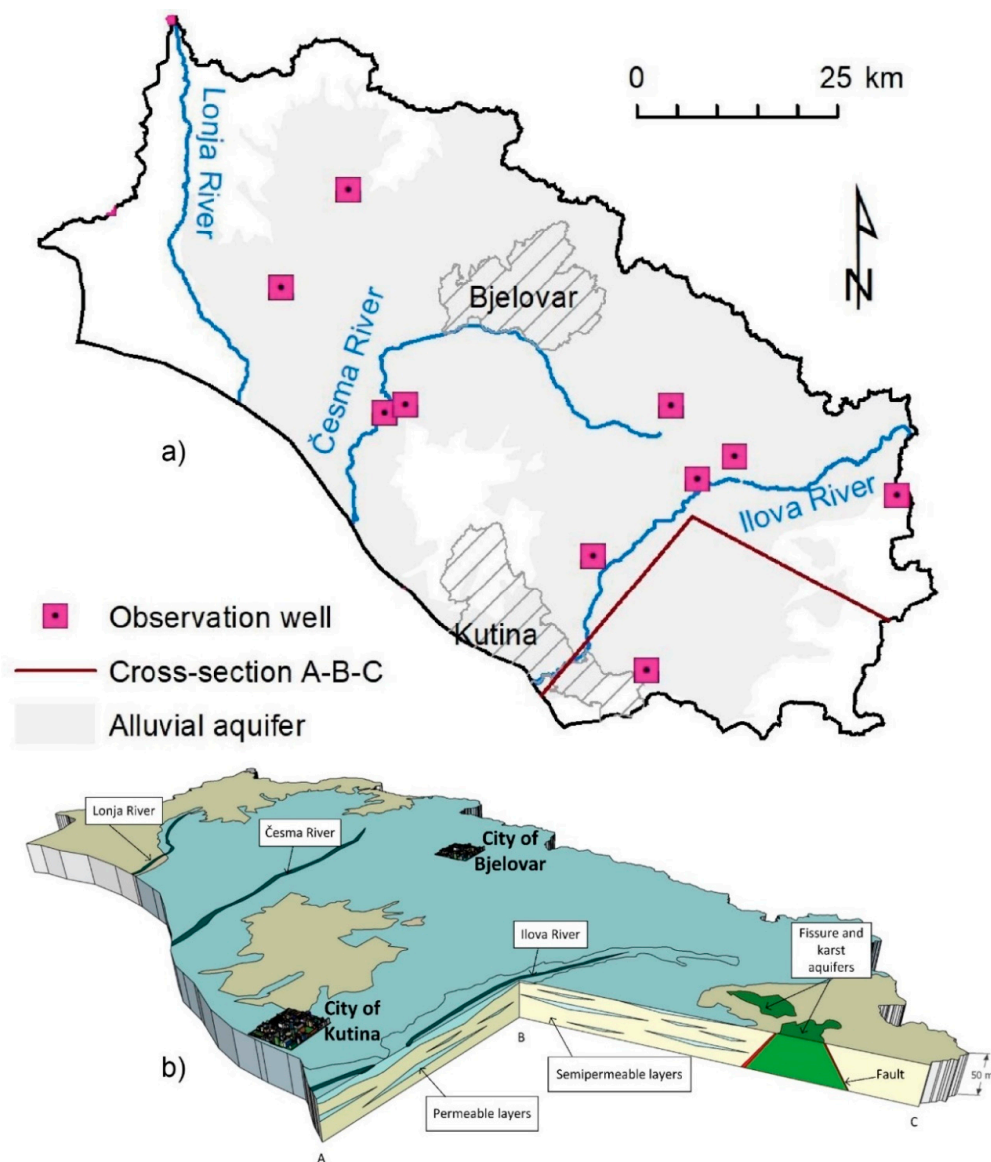 0 25 km
Lonja River
N
Bjelovar
Česma River
a)
Ilova River
Kutina
Observation well
Cross-section A-B-C
Alluvial aquifer
Lonja River
Česma River
City of
Bjelovar
Ilova River
Fissure and
karst
aquifers
City of
Kutina
B
b)
Semipermeable layers
Fault
50 m
Permeable layers
C
A